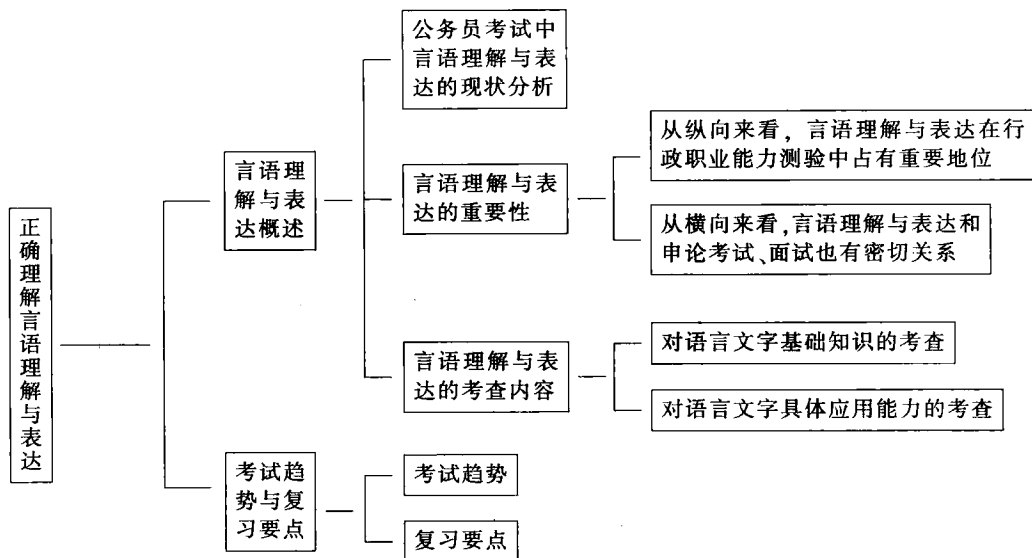 正确理解言语理解与表达
言语理
解与表
达概述
公务员考试中
言语理解与表
达的现状分析
言语理解与表
达的重要性
从纵向来看，言语理解与表达在行
政职业能力测验中占有重要地位
从横向来看,言语理解与表达和
申论考试、面试也有密切关系
言语理解与表
达的考查内容
对语言文字基础知识的考查
对语言文字具体应用能力的考查
考试趋
势与复
习要点
考试趋势
复习要点